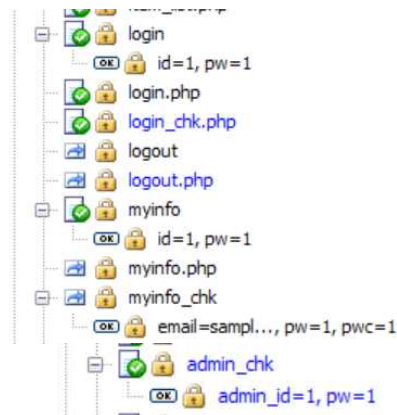 login
OK id=1, pw=1
login.php
login_chk.php
logout
logout.php
myinfo
OK id=1, pw=1
myinfo.php
myinfo_chk
OK email=sampl..., pw=1, pwc=1
admin_chk
OK admin_id=1, pw=1